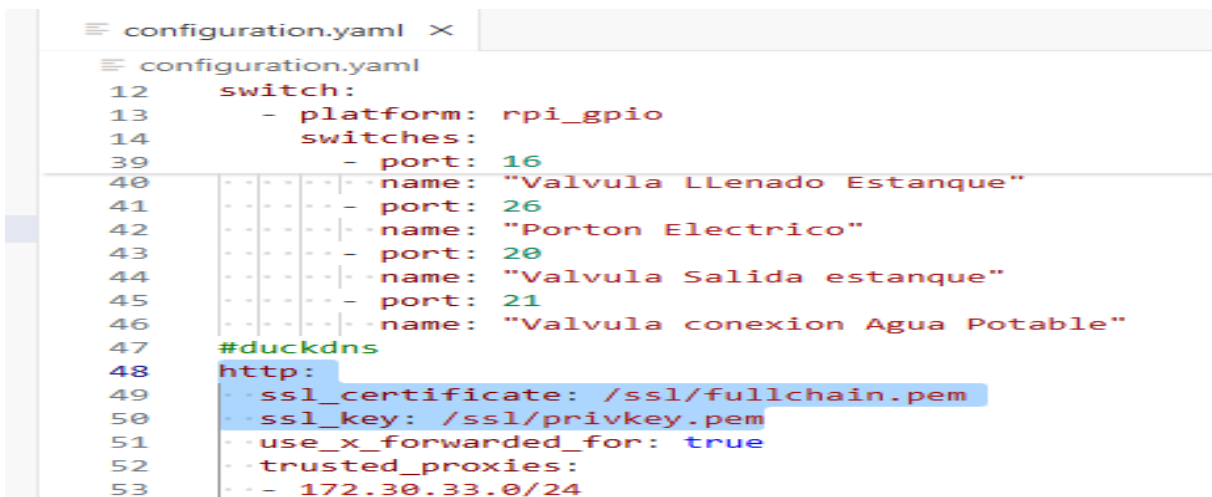 configuration.yaml ×
configuration.yaml
12 switch:
13   - platform: rpi_gpio
14     switches:
39       - port: 16
40         name: "Valvula LLenado Estanque"
41       - port: 26
42         name: "Porton Electrico"
43       - port: 20
44         name: "Valvula Salida estanque"
45       - port: 21
46         name: "Valvula conexion Agua Potable"
47 #duckdns
48 http:
49   ssl_certificate: /ssl/fullchain.pem
50   ssl_key: /ssl/privkey.pem
51   use_x_forwarded_for: true
52   trusted_proxies:
53   - 172.30.33.0/24